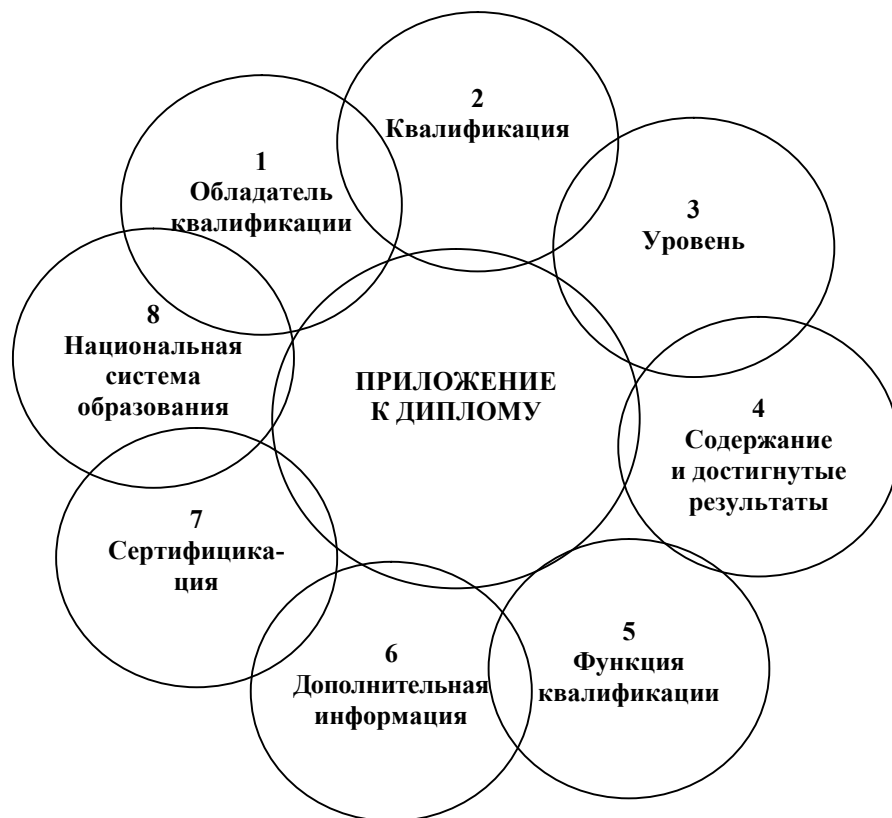 2
Квалификация
1
Обладатель
квалификации
3
Уровень
8
Национальная
система
образования
ПРИЛОЖЕНИЕ
К ДИПЛОМУ
4
Содержание
и достигнутые
результаты
7
Сертифицика-
ция
5
Функция
квалификации
6
Дополнительная
информация